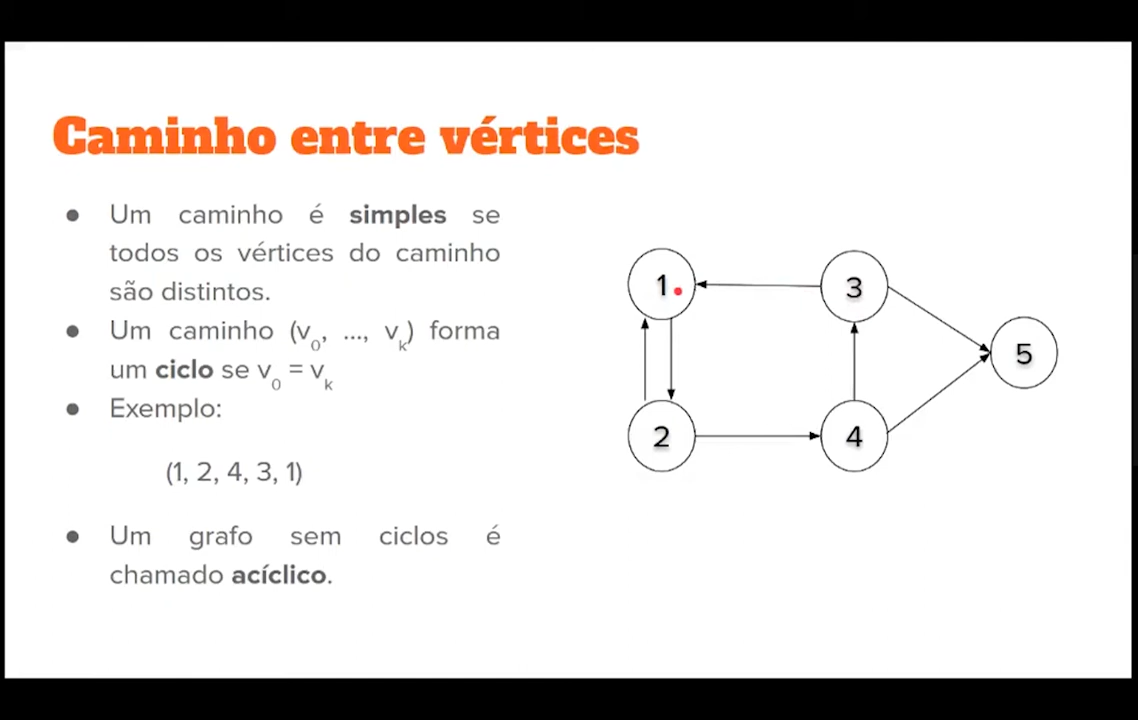 Caminho entre vértices
● Um caminho é simples se
todos os vértices do caminho
são distintos.
● Um caminho (v0, ..., vk) forma
um ciclo se v0 = vk
● Exemplo:
(1, 2, 4, 3, 1)
● Um grafo sem ciclos é
chamado acíclico.
1
3
5
2
4